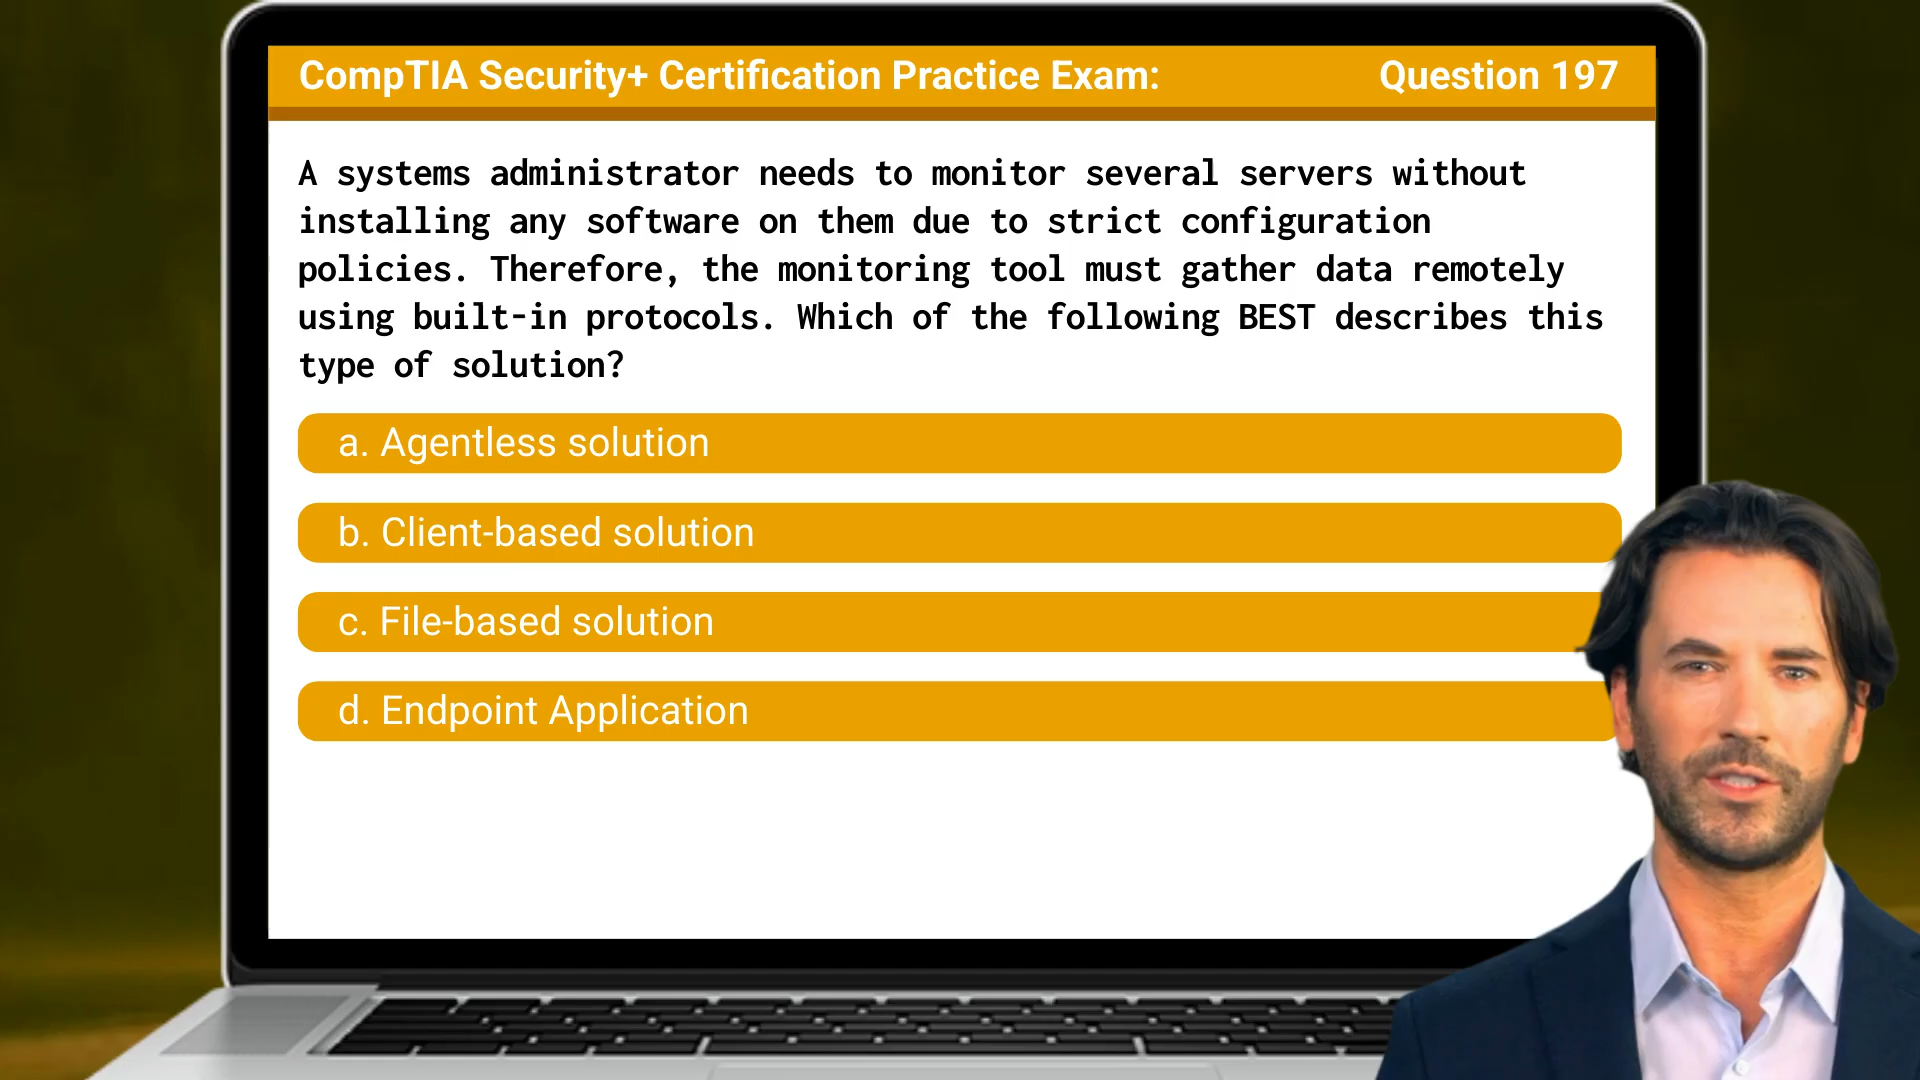 CompTIA Security+ Certification Practice Exam: Question 197
A systems administrator needs to monitor several servers without
installing any software on them due to strict configuration
policies. Therefore, the monitoring tool must gather data remotely
using built-in protocols. Which of the following BEST describes this
type of solution?
a. Agentless solution
b. Client-based solution
c. File-based solution
d. Endpoint Application